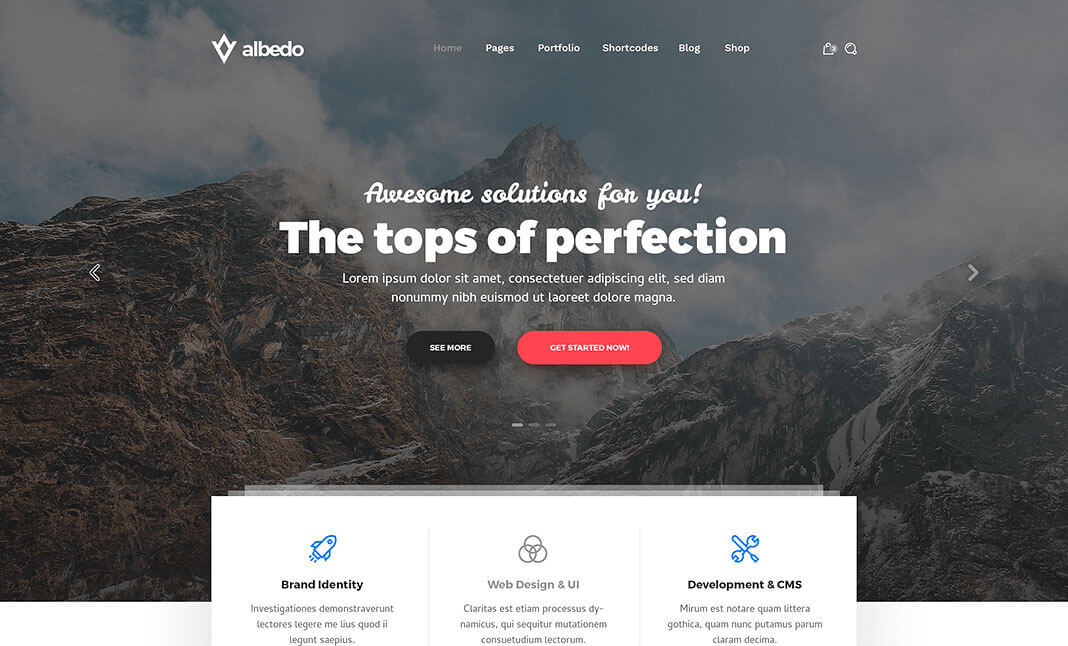 albedo
Home Pages Portfolio Shortcodes Blog Shop
3
Awesome solutions for you!
The tops of perfection
Lorem ipsum dolor sit amet, consectetuer adipiscing elit, sed diam
nonummy nibh euismod ut laoreet dolore magna.
SEE MORE GET STARTED NOW!
Brand Identity
Investigationes demonstraverunt
lectores legere me lius quod ii
legunt saepius.
Web Design & UI
Claritas est etiam processus dy-
namicus, qui sequitur mutationem
consuetudium lectorum.
Development & CMS
Mirum est notare quam littera
gothica, quam nunc putamus parum
claram decima.